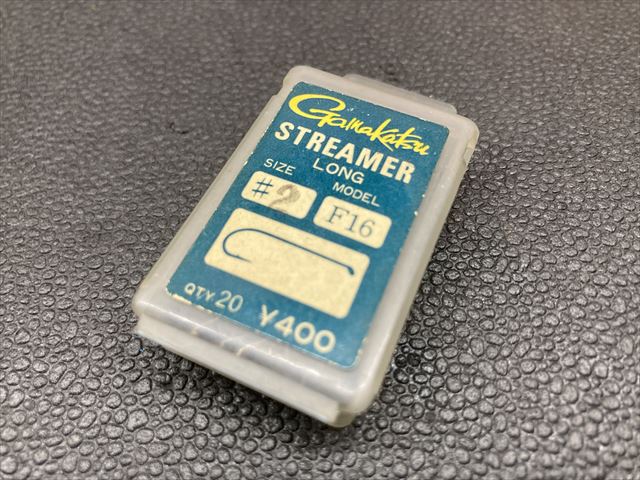 Gamakatsu
STREAMER
LONG
SIZE MODEL
#2 F16
QTY 20 ¥400